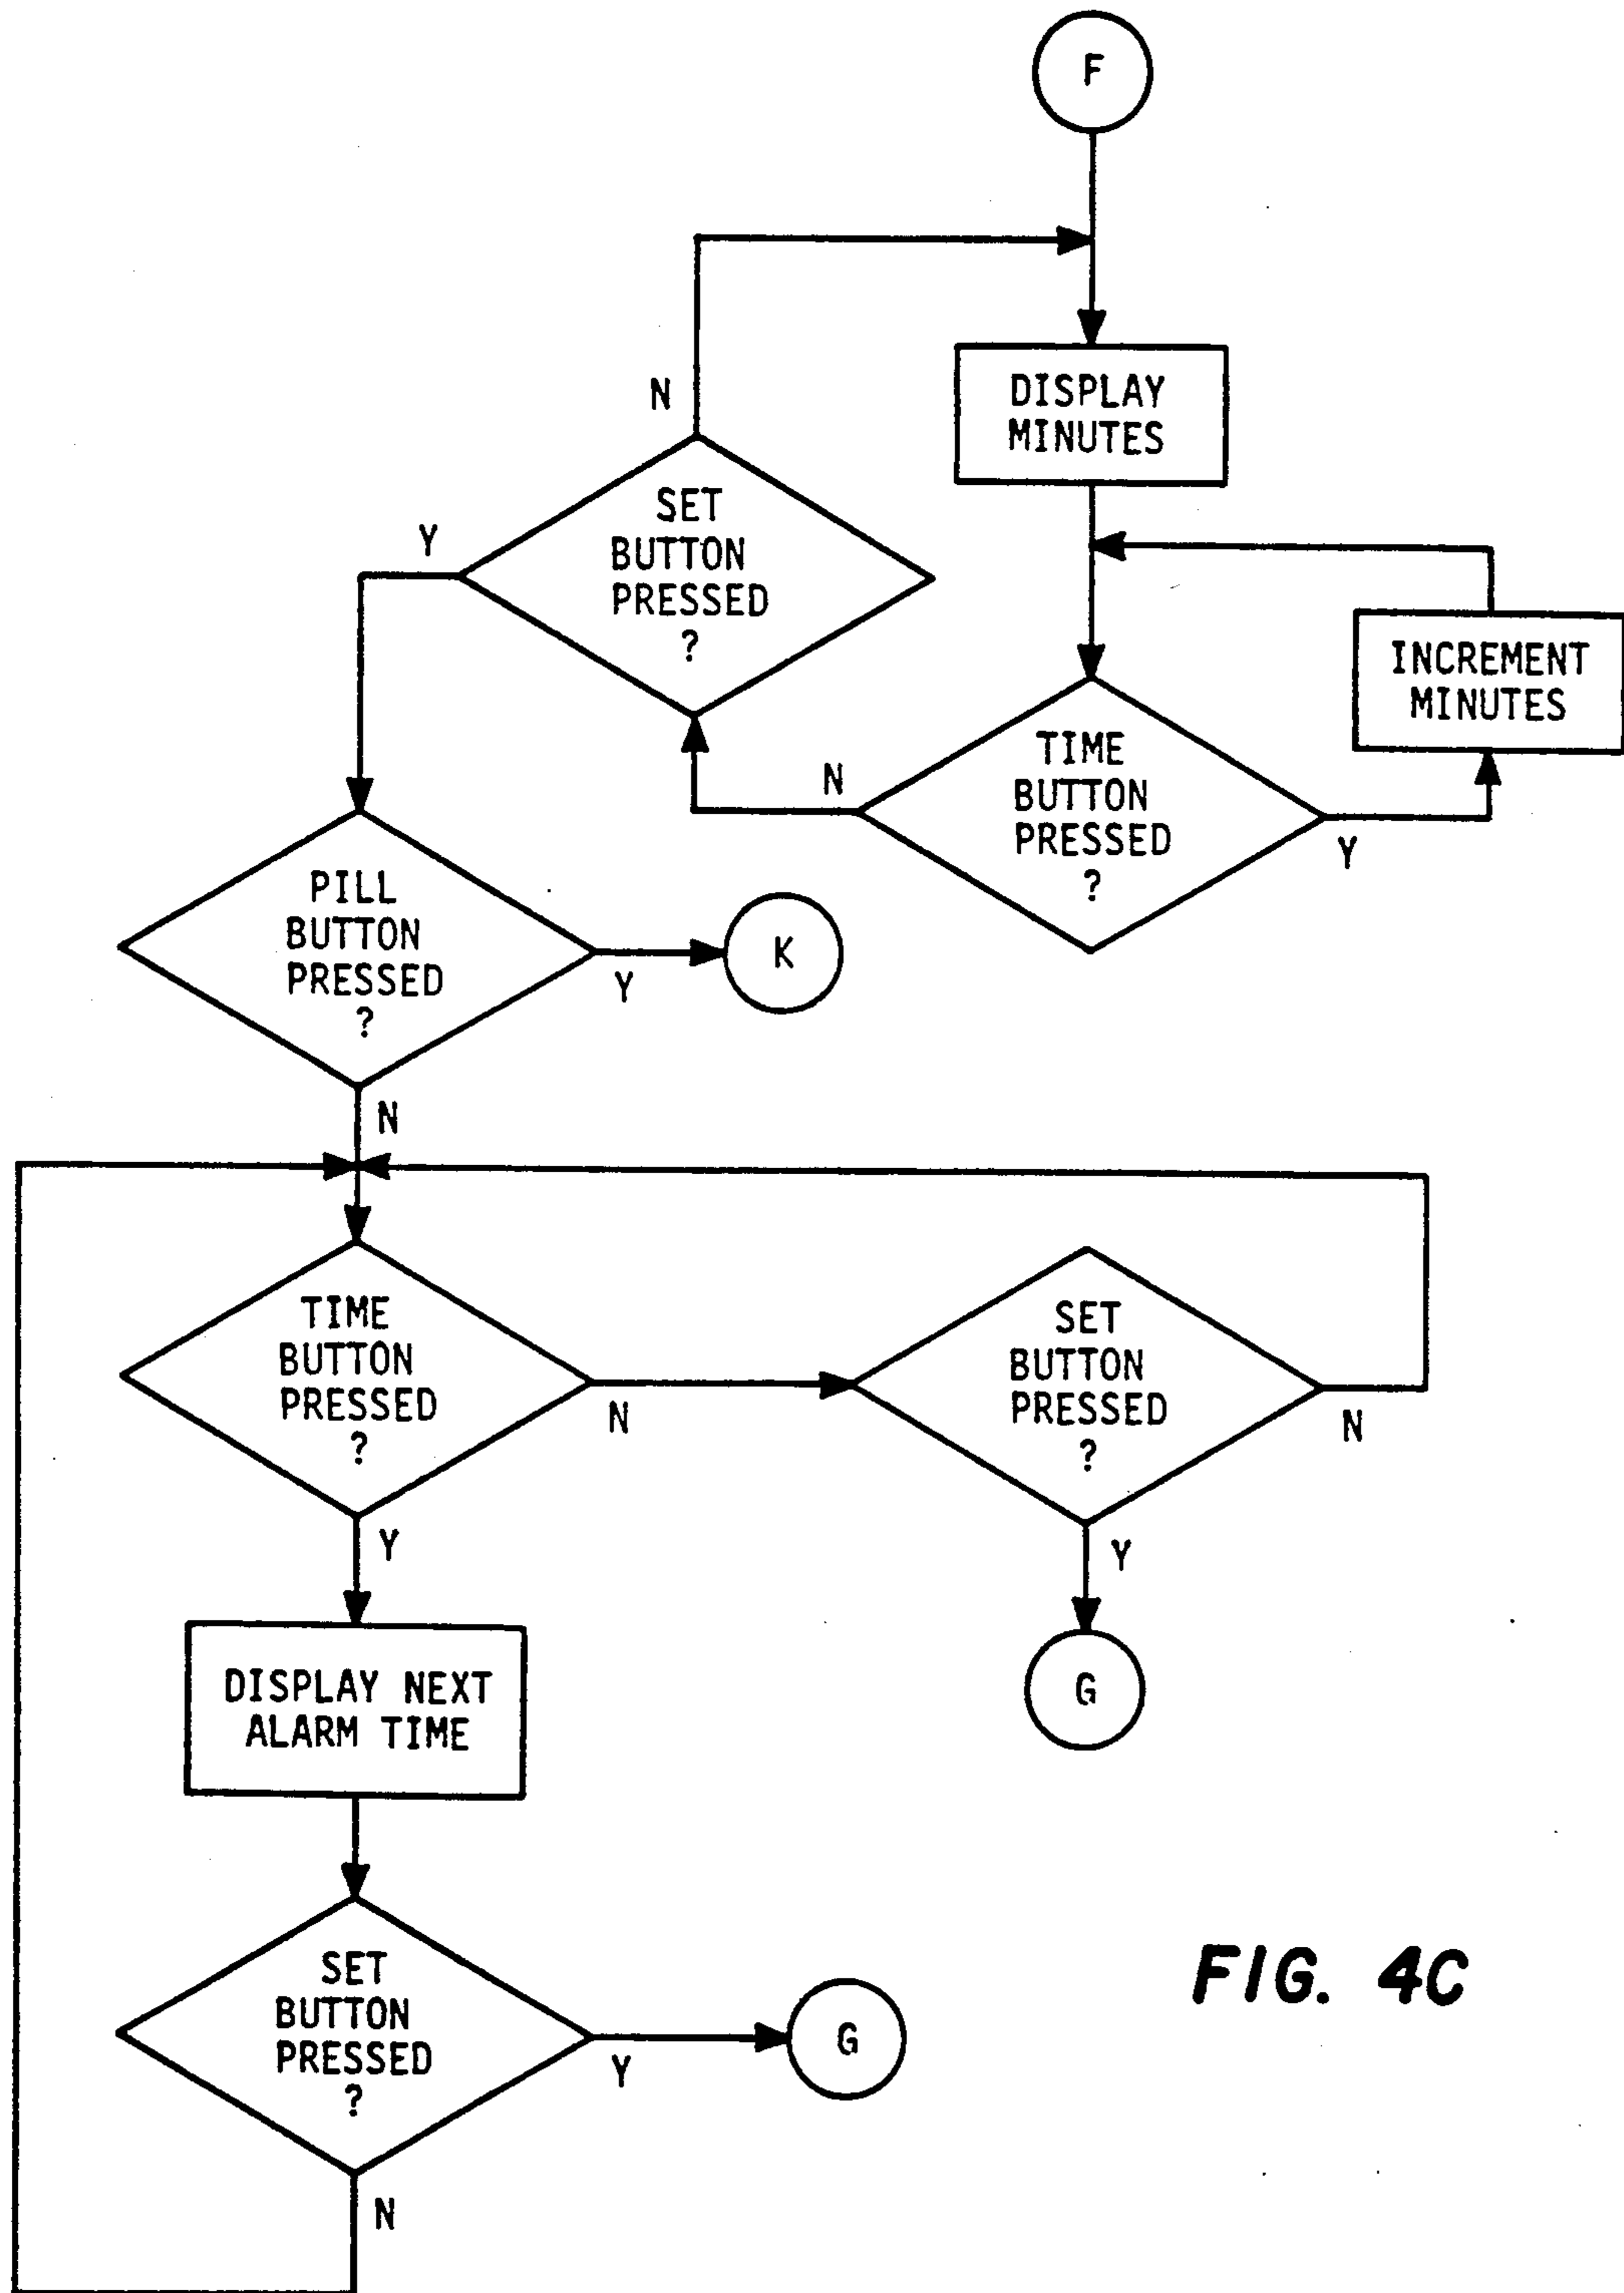 F
DISPLAY
MINUTES
N
SET
BUTTON
PRESSED
?
Y
INCREMENT
MINUTES
TIME
BUTTON
PRESSED
?
N
Y
PILL
BUTTON
PRESSED
?
Y
K
N
TIME
BUTTON
PRESSED
?
N
SET
BUTTON
PRESSED
?
N
Y
Y
G
DISPLAY NEXT
ALARM TIME
SET
BUTTON
PRESSED
?
Y
G
N
FIG. 4C